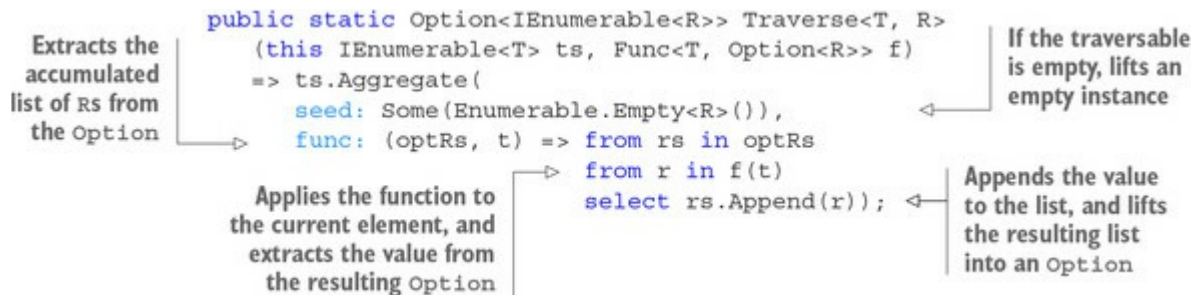 public static Option<IEnumerable<R>> Traverse<T, R>
(this IEnumerable<T> ts, Func<T, Option<R>> f)
=> ts.Aggregate(
seed: Some(Enumerable.Empty<R>()),
func: (optRs, t) => from rs in optRs
from r in f(t)
select rs.Append(r));
Extracts the
accumulated
list of Rs from
the Option
If the traversable
is empty, lifts an
empty instance
Applies the function to
the current element, and
extracts the value from
the resulting Option
Appends the value
to the list, and lifts
the resulting list
into an Option